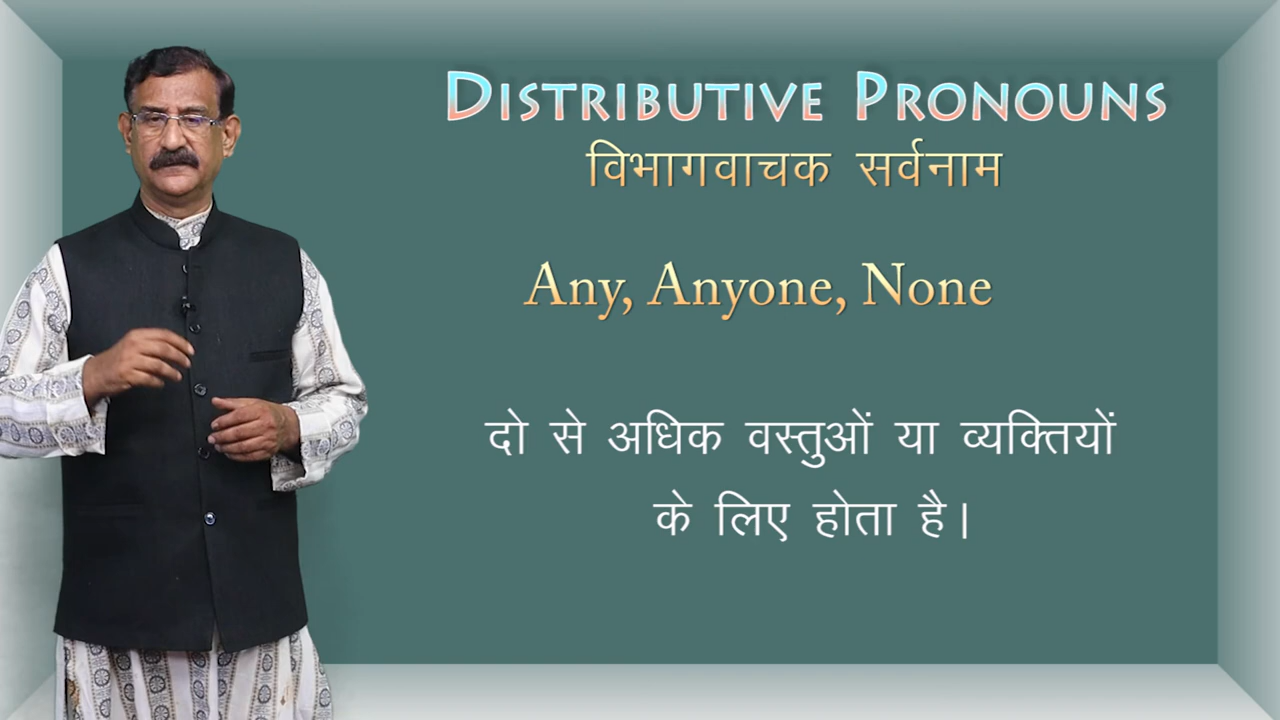 DISTRIBUTIVE PRONOUNS
विभागवाचक सर्वनाम
Any, Anyone, None
दो से अधिक वस्तुओं या व्यक्तियों
के लिए होता है।